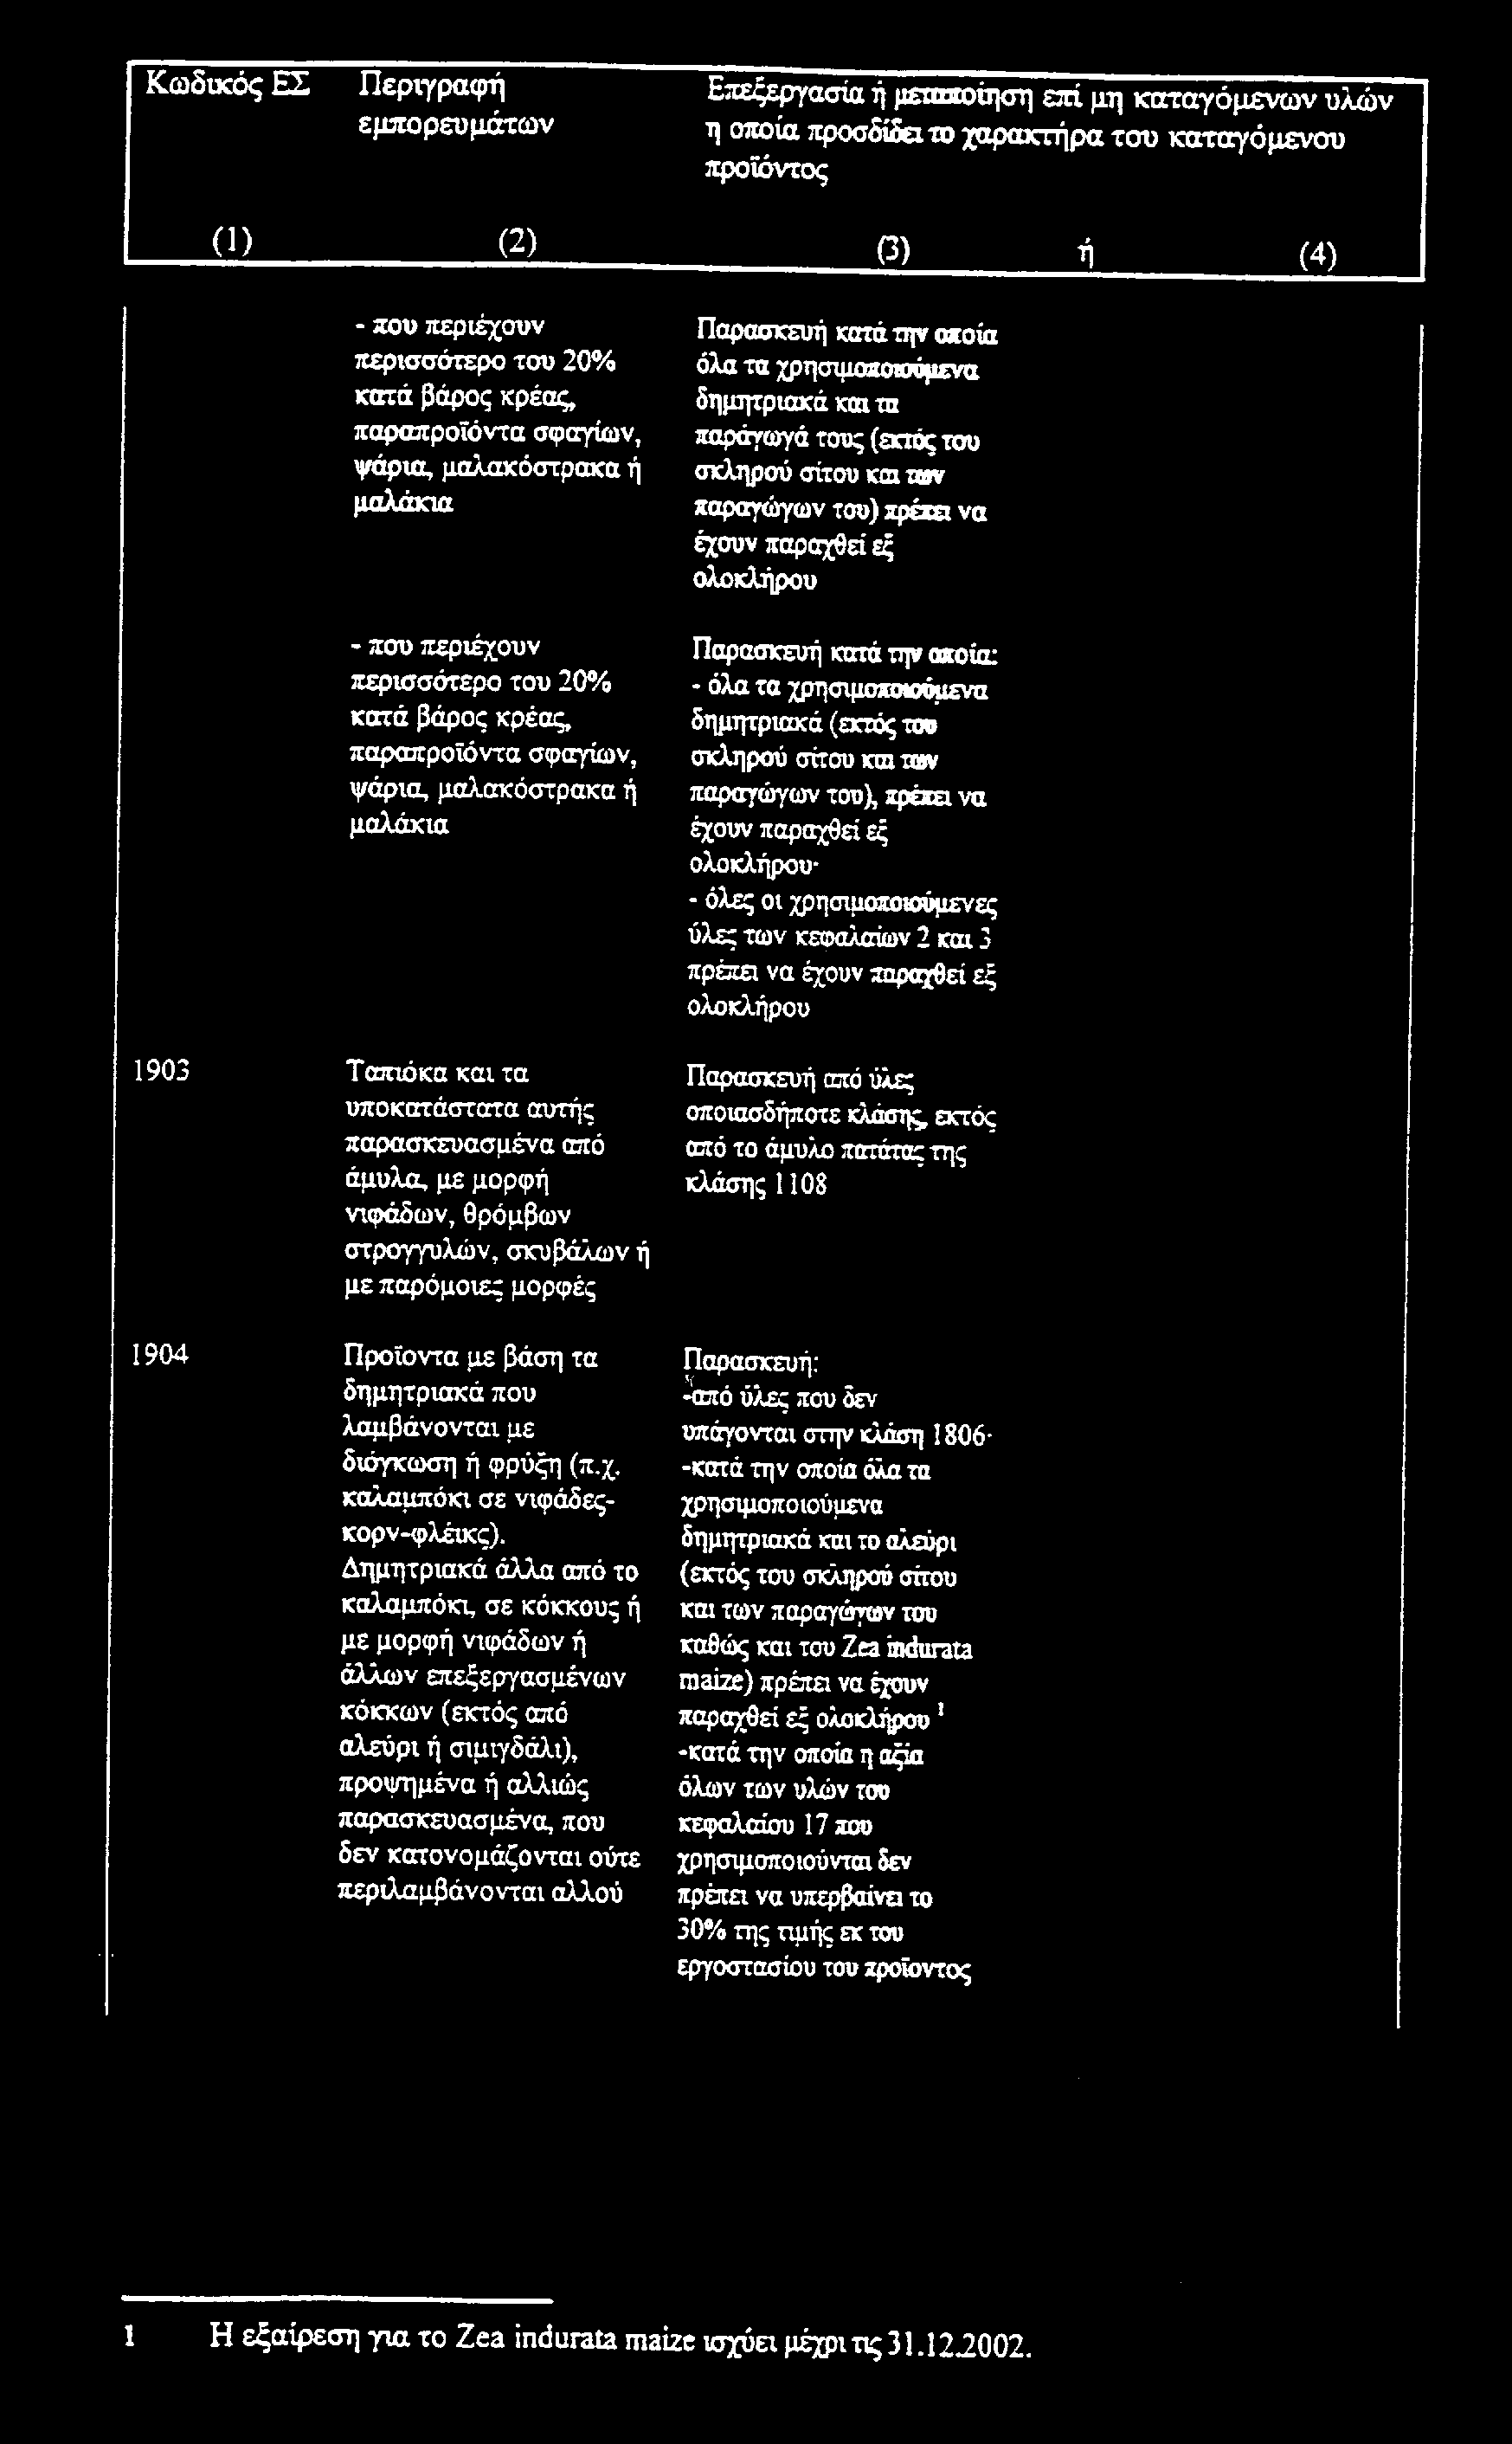 Κωδικός ΕΣ
Περιγραφή
εμπορευμάτων
Επεξεργασία ή μεταποίηση επί μη καταγόμενων υλών
η οποία προσδίδει το χαρακτήρα του καταγόμενου
προϊόντος
(1) (2) (3) ή (4)
- που περιέχουν
περισσότερο του 20%
κατά βάρος κρέας,
παραπροϊόντα σφαγίων,
ψάρια, μαλακόστρακα ή
μαλάκια
Παρασκευή κατά την οποία
όλα τα χρησιμοποιούμενα
δημητριακά και τα
παράγωγά τους (εκτός του
σκληρού σίτου και των
παραγώγων του) πρέπει να
έχουν παραχθεί εξ
ολοκλήρου
- που περιέχουν
περισσότερο του 20%
κατά βάρος κρέας,
παραπροϊόντα σφαγίων,
ψάρια, μαλακόστρακα ή
μαλάκια
Παρασκευή κατά την οποία:
- όλα τα χρησιμοποιούμενα
δημητριακά (εκτός του
σκληρού σίτου και των
παραγώγων του), πρέπει να
έχουν παραχθεί εξ
ολοκλήρου·
- όλες οι χρησιμοποιούμενες
ύλες των κεφαλαίων 2 και 3
πρέπει να έχουν παραχθεί εξ
ολοκλήρου
1903
Ταπιόκα και τα
υποκατάστατα αυτής
παρασκευασμένα από
άμυλα, με μορφή
νιφάδων, θρόμβων
στρογγυλών, σκυβάλων ή
με παρόμοιες μορφές
Παρασκευή από ύλες
οποιασδήποτε κλάσης, εκτός
από το άμυλο πατάτας της
κλάσης 1108
1904
Προϊοντα με βάση τα
δημητριακά που
λαμβάνονται με
διόγκωση ή φρύξη (π.χ.
καλαμπόκι σε νιφάδες-
κορν-φλέικς).
Δημητριακά άλλα από το
καλαμπόκι, σε κόκκους ή
με μορφή νιφάδων ή
άλλων επεξεργασμένων
κόκκων (εκτός από
αλεύρι ή σιμιγδάλι),
προψημένα ή αλλιώς
παρασκευασμένα, που
δεν κατονομάζονται ούτε
περιλαμβάνονται αλλού
Παρασκευή:
-από ύλες που δεν
υπάγονται στην κλάση 1806·
-κατά την οποία όλα τα
χρησιμοποιούμενα
δημητριακά και το αλεύρι
(εκτός του σκληρού σίτου
και των παραγώγων του
καθώς και του Zea indurata
maize) πρέπει να έχουν
παραχθεί εξ ολοκλήρου 1
-κατά την οποία η αξία
όλων των υλών του
κεφαλαίου 17 που
χρησιμοποιούνται δεν
πρέπει να υπερβαίνει το
30% της τιμής εκ του
εργοστασίου του προϊοντος
1 Η εξαίρεση για το Zea indurata maize ισχύει μέχρι τις 31.12.2002.